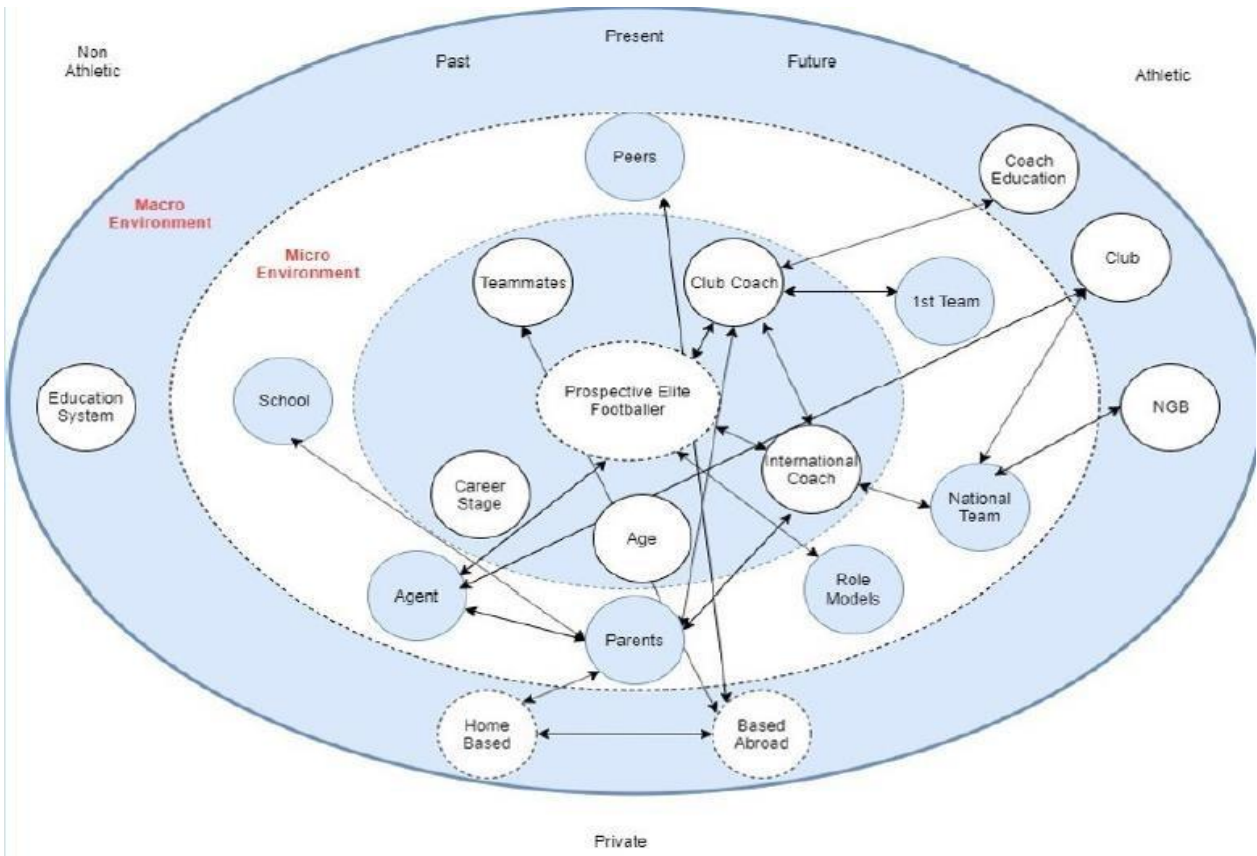 Present
Non
Athletic
Past
Future
Athletic
Peers
Coach
Education
Macro
Environment
Micro
Environment
Teammates
Club Coach
Club
1st Team
Education
System
School
Prospective Elite
Footballer
NGB
International
Coach
Career
Stage
National
Team
Age
Agent
Role
Models
Parents
Home
Based
Based
Abroad
Private